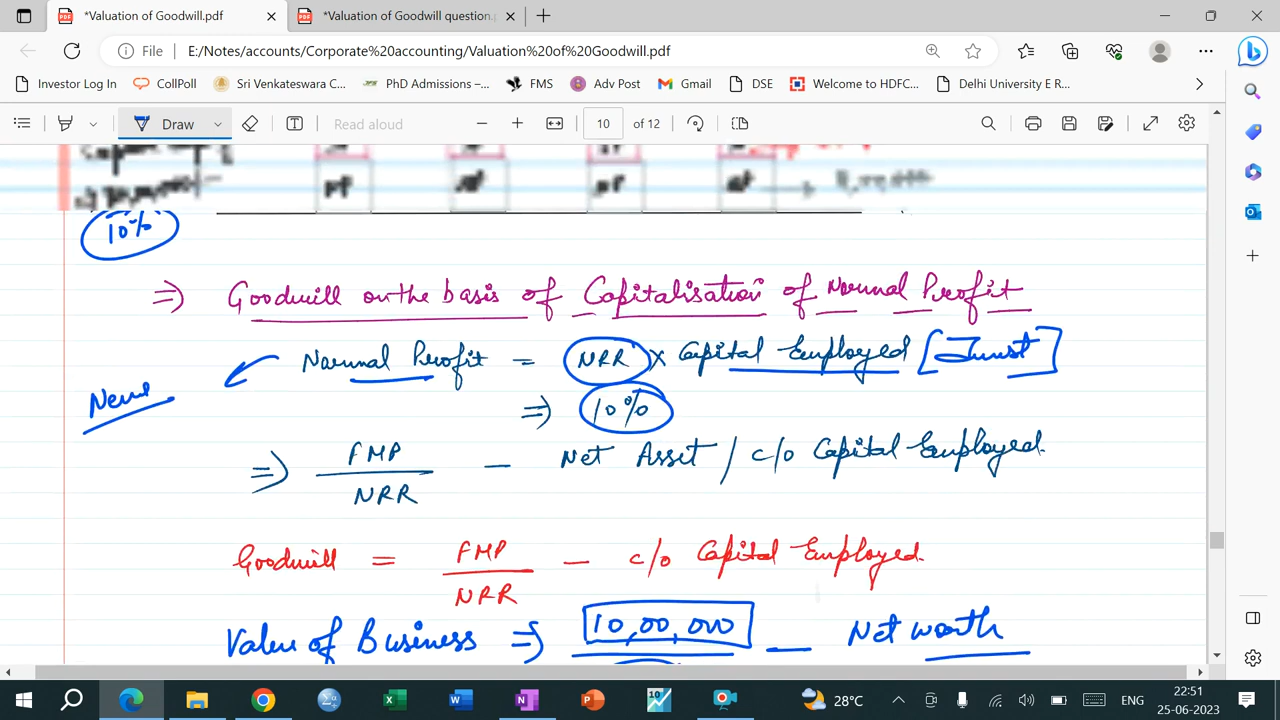 *Valuation of Goodwill.pdf
*Valuation of Goodwill question.
File E:/Notes/accounts/Corporate%20accounting/Valuation%20of%20Goodwill.pdf
Investor Log In CollPoll Sri Venkateswara C... PhD Admissions –... FMS Adv Post Gmail DSE Welcome to HDFC... Delhi University E R...
Draw Read aloud 10 of 12
10%
⇒ Goodwill on the basis of Capitalisation of Normal Profit
Normal Profit = NRR × Capital Employed
⇒ 10%
⇒ FMP / NRR — Net Asset / c/o Capital Employed
Goodwill = FMP / NRR — c/o Capital Employed
Value of Business ⇒ 10,00,000 — Net worth
28°C ENG 22:51
25-06-2023